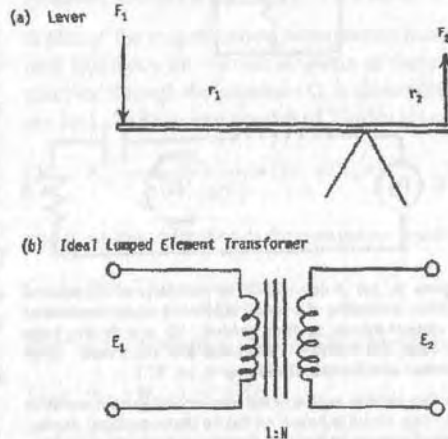 (a) Lever
F₁
F₂
r₁
r₂
(b) Ideal Lumped Element Transformer
E₁
E₂
1:N